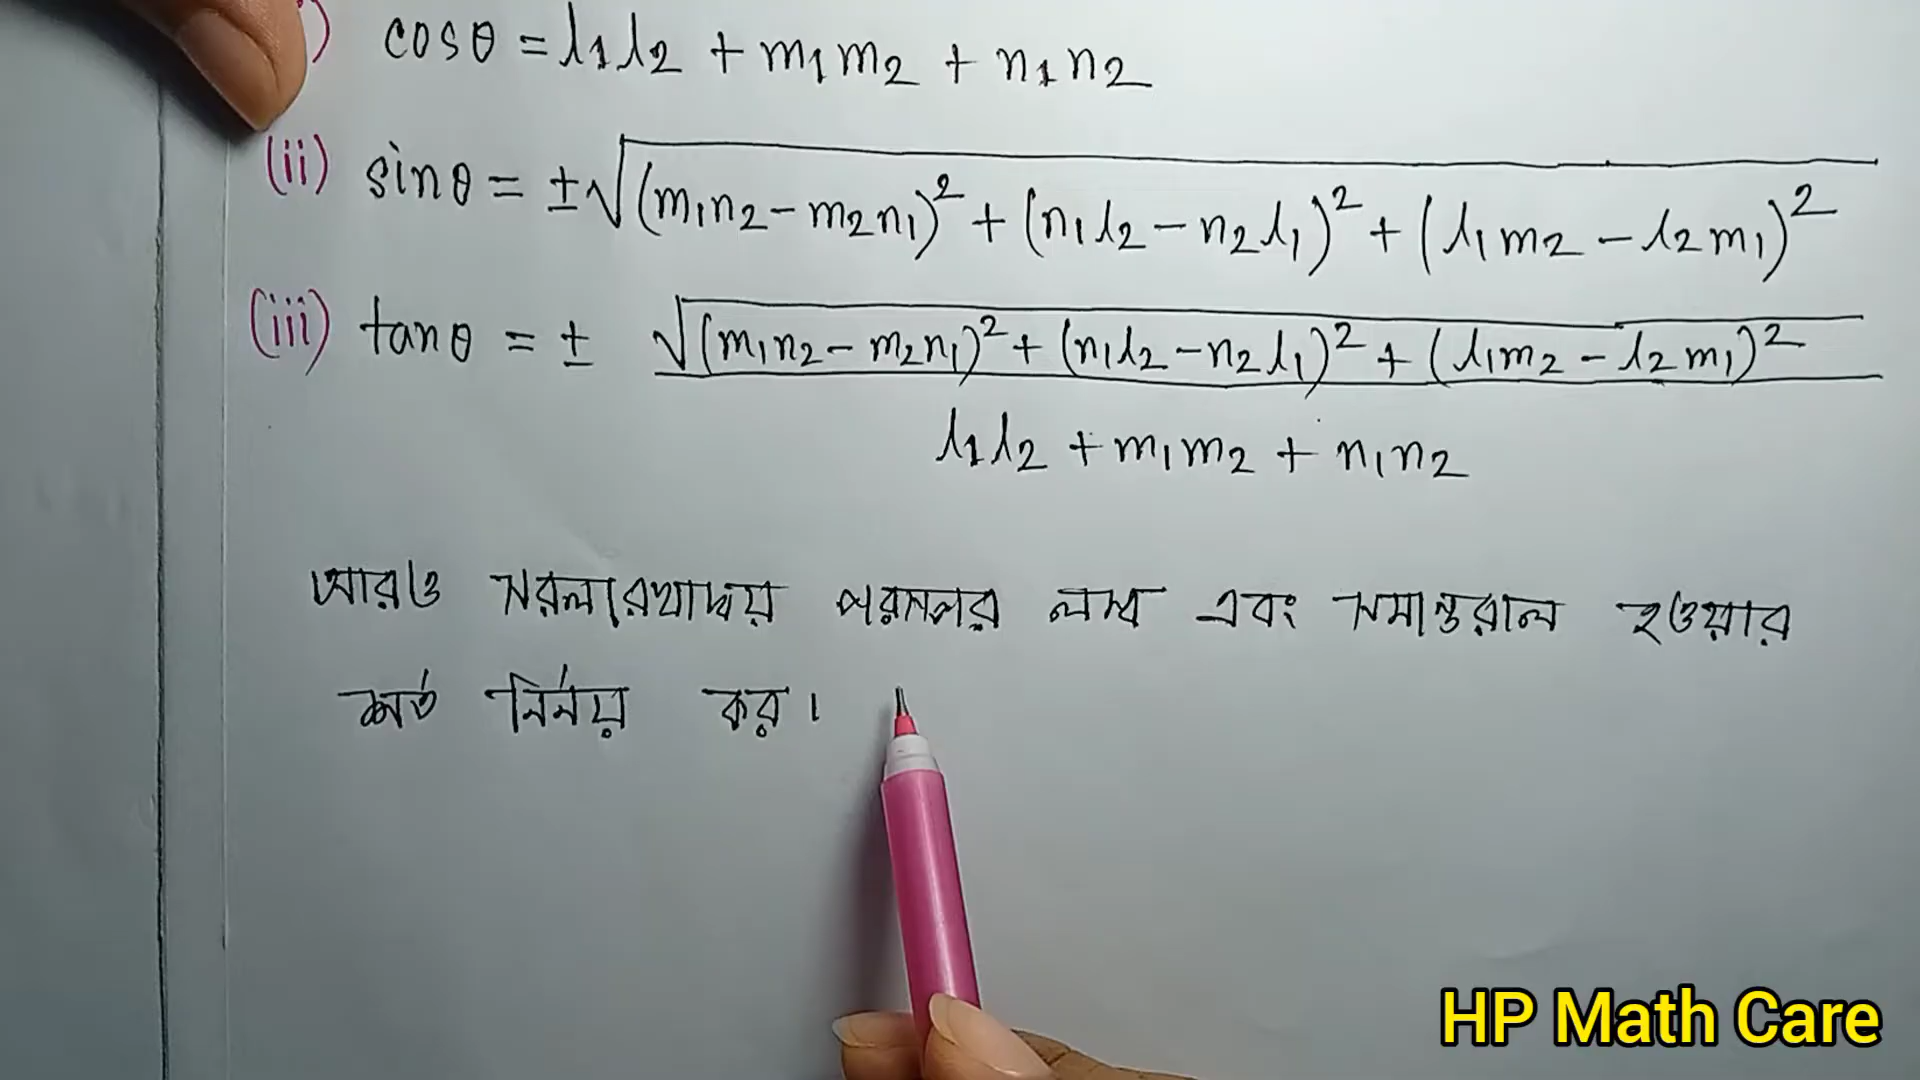 ) cosθ = l₁l₂ + m₁m₂ + n₁n₂
(ii) sinθ = ±√(m₁n₂ - m₂n₁)² + (n₁l₂ - n₂l₁)² + (l₁m₂ - l₂m₁)²
(iii) tanθ = ± √(m₁n₂ - m₂n₁)² + (n₁l₂ - n₂l₁)² + (l₁m₂ - l₂m₁)²
l₁l₂ + m₁m₂ + n₁n₂
আরও সরলরেখাদ্বয় পরস্পর লম্ব এবং সমান্তরাল হওয়ার
শর্ত নির্ণয় কর।
HP Math Care